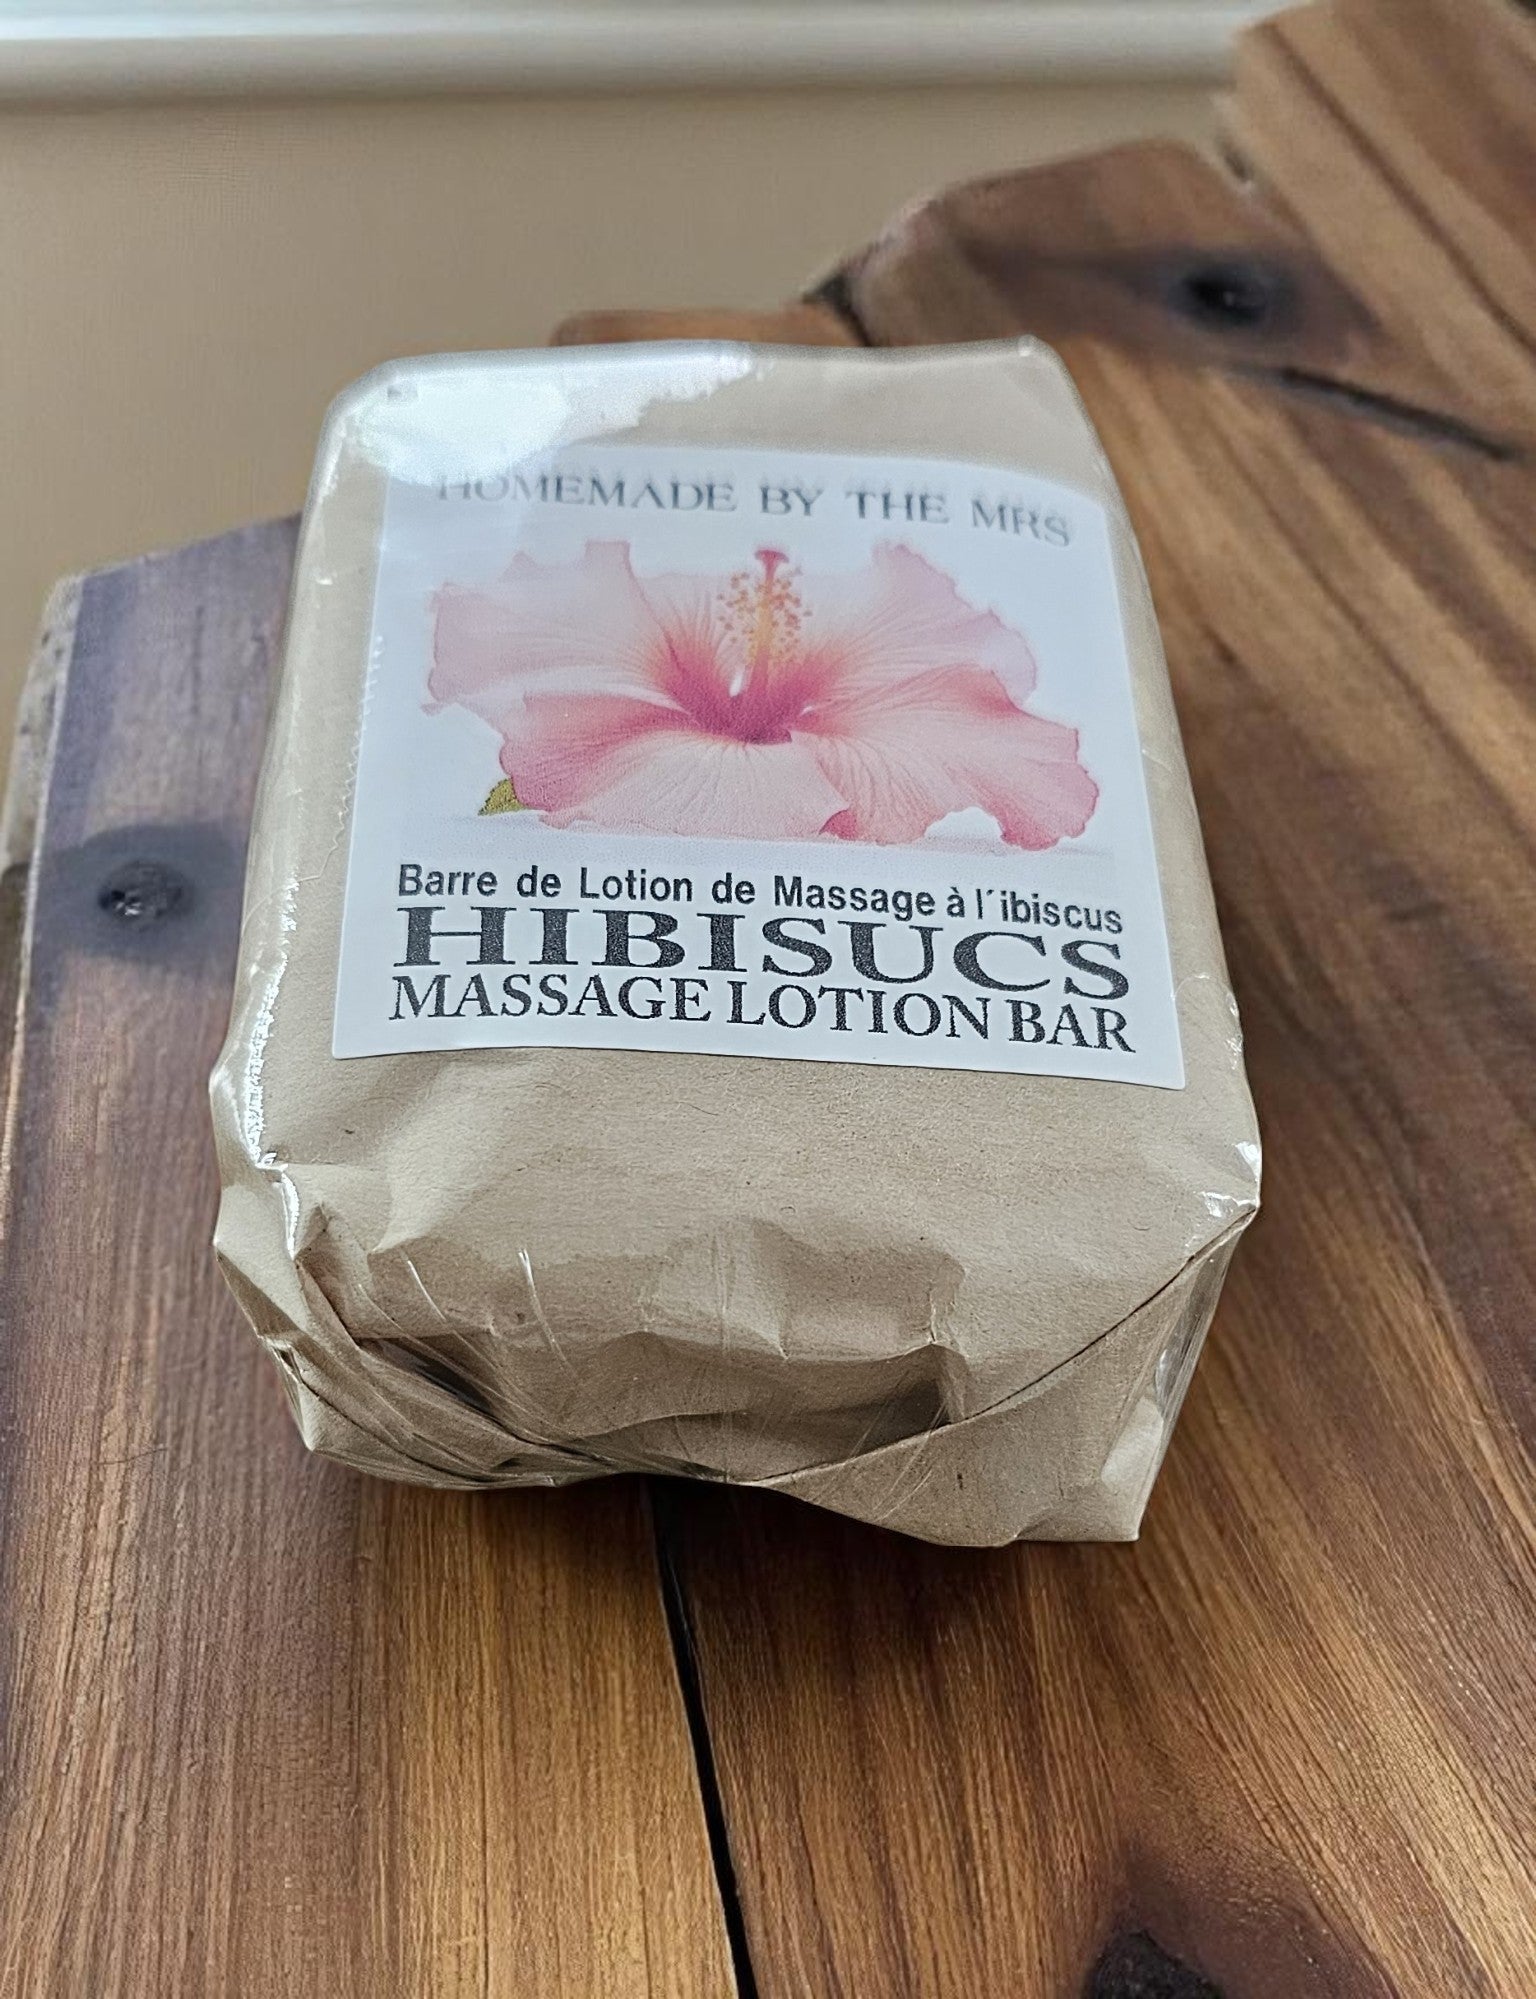 HOMEMADE BY THE MRS
Barre de Lotion de Massage à l´ibiscus
HIBISUCS
MASSAGE LOTION BAR